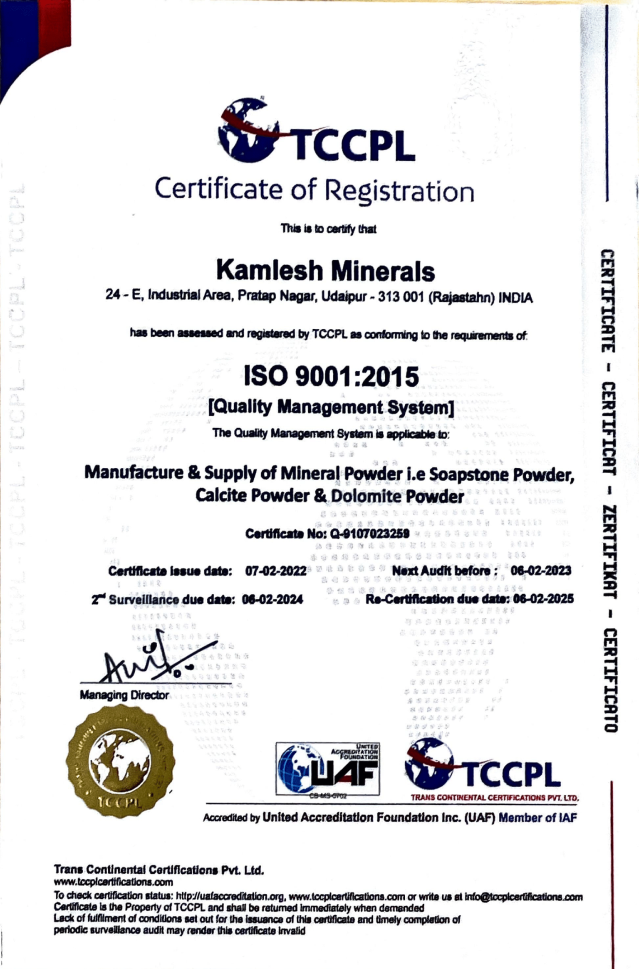 TCCPL
Certificate of Registration
This is to certify that
Kamlesh Minerals
24 - E, Industrial Area, Pratap Nagar, Udaipur - 313 001 (Rajastahn) INDIA
has been assessed and registered by TCCPL as conforming to the requirements of:
ISO 9001:2015
[Quality Management System]
The Quality Management System is applicable to:
Manufacture & Supply of Mineral Powder i.e Soapstone Powder,
Calcite Powder & Dolomite Powder
Certificate No: Q-9107023259
Certificate issue date: 07-02-2022 Next Audit before : 06-02-2023
2nd Surveillance due date: 06-02-2024 Re-Certification due date: 06-02-2025
Managing Director
TCCPL
UNITED
ACCREDITATION
FOUNDATION
UAF
CB-MS-0702
TCCPL
TRANS CONTINENTAL CERTIFICATIONS PVT. LTD.
Accredited by United Accreditation Foundation Inc. (UAF) Member of IAF
Trans Continental Certifications Pvt. Ltd.
www.tccplcertifications.com
To check certification status: http://uafaccreditation.org, www.tccplcertifications.com or write us at info@tccplcertifications.com
Certificate is the Property of TCCPL and shall be returned immediately when demanded
Lack of fulfilment of conditions set out for the issuance of this certificate and timely completion of
periodic surveillance audit may render this certificate invalid
CERTIFICATE - CERTIFICAT - ZERTIFIKAT - CERTIFICATO
TCCPL - TCCPL - TCCPL - TCCPL